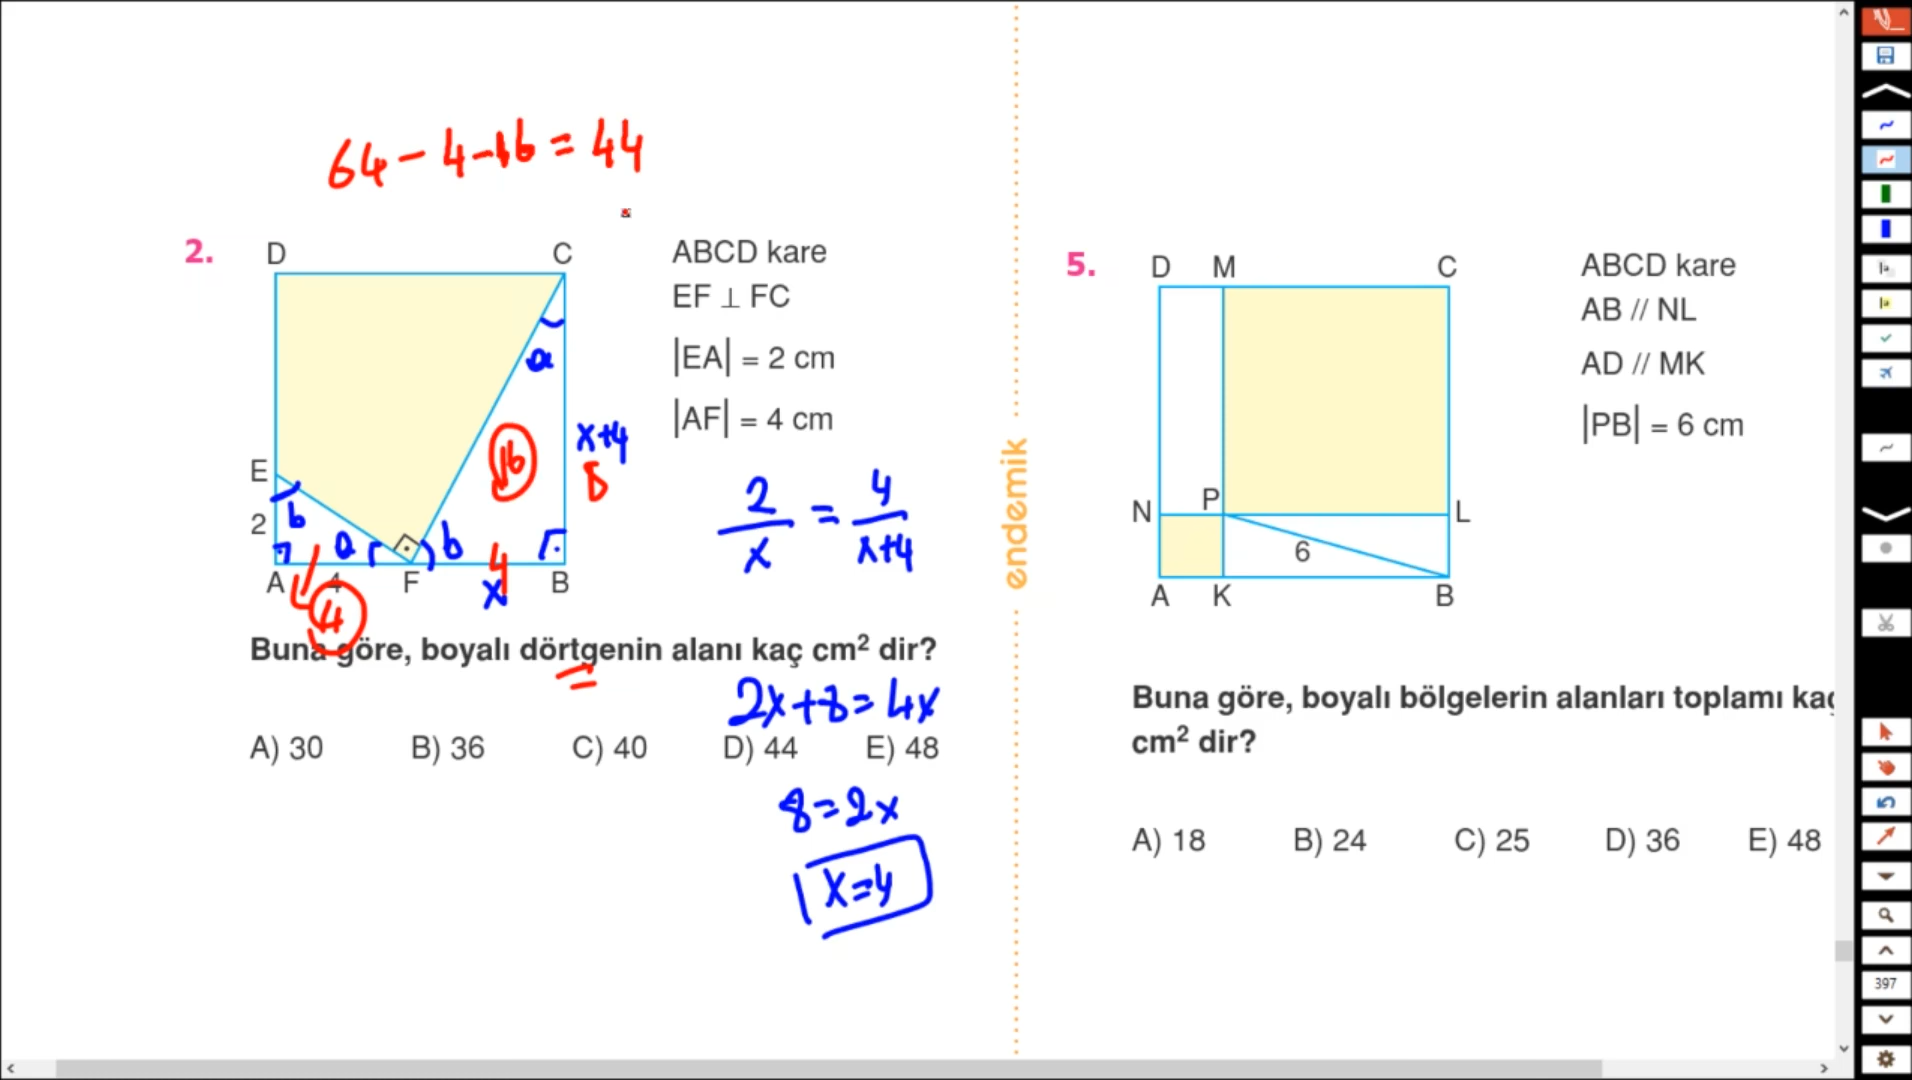 64 - 4 - 16 = 44
2.
D
C
ABCD kare
EF ⊥ FC
|EA| = 2 cm
|AF| = 4 cm
a
16
x+4
8
E
b
2
a
b
A
4
F
4
x
B
4
2/x = 4/x+4
Buna göre, boyalı dörtgenin alanı kaç cm² dir?
2x+8=4x
A) 30
B) 36
C) 40
D) 44
E) 48
8=2x
x=4
endemik
5.
D
M
C
ABCD kare
AB // NL
AD // MK
|PB| = 6 cm
N
P
L
6
A
K
B
Buna göre, boyalı bölgelerin alanları toplamı kaç
cm² dir?
A) 18
B) 24
C) 25
D) 36
E) 48
397